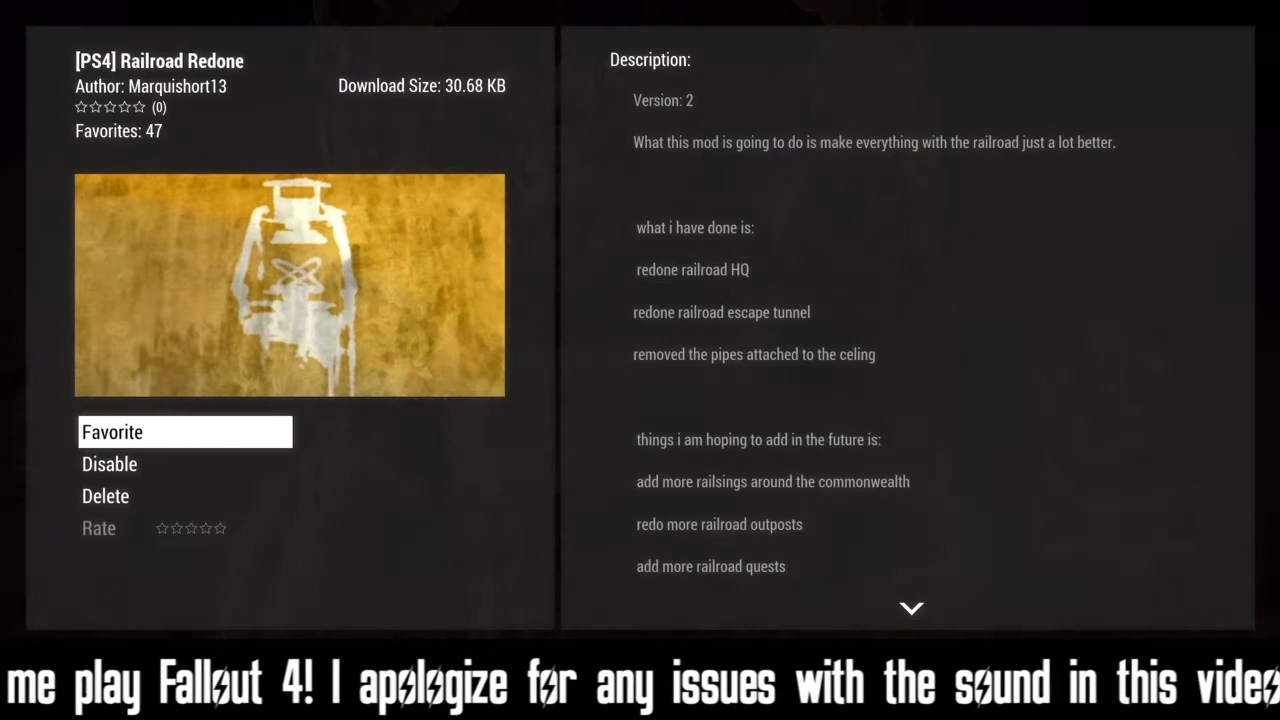 [PS4] Railroad Redone
Author: Marquishort13
Download Size: 30.68 KB
(0)
Favorites: 47
Favorite
Disable
Delete
Rate
Description:
Version: 2
What this mod is going to do is make everything with the railroad just a lot better.
what i have done is:
redone railroad HQ
redone railroad escape tunnel
removed the pipes attached to the celing
things i am hoping to add in the future is:
add more railsings around the commonwealth
redo more railroad outposts
add more railroad quests
me play Fallout 4! I apologize for any issues with the sound in this video